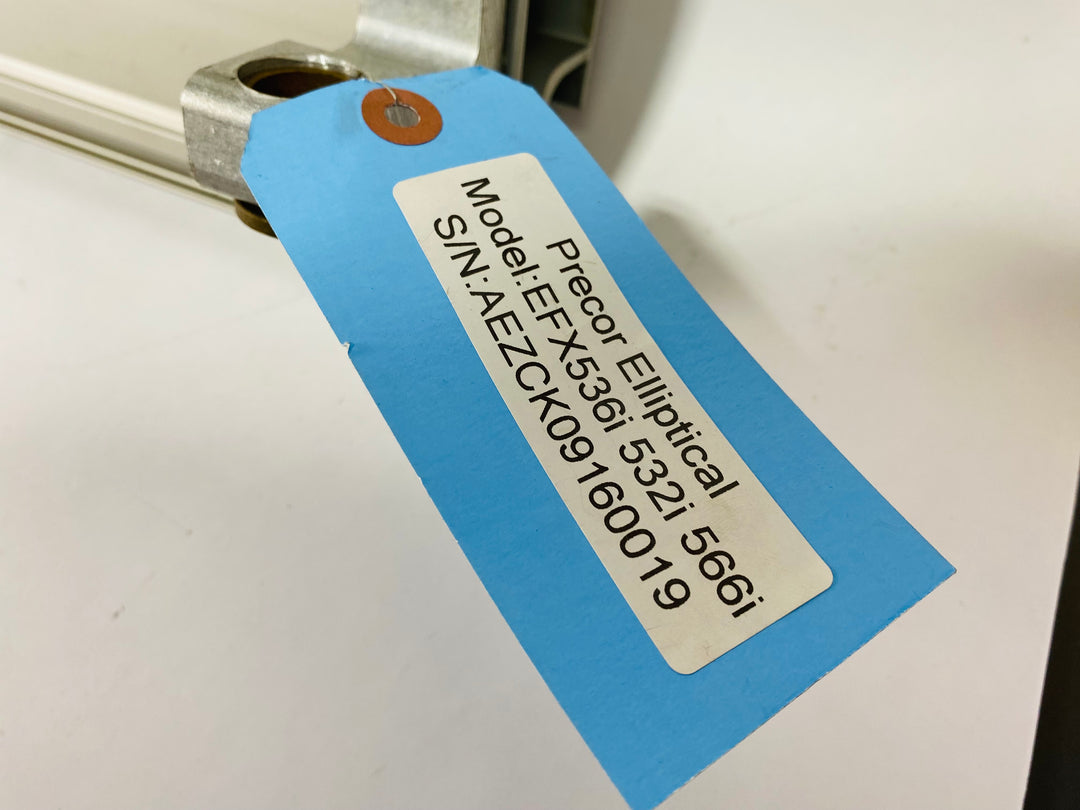 Precor Elliptical
Model:EFX536i 532i 566i
S/N:AEZCK09160019